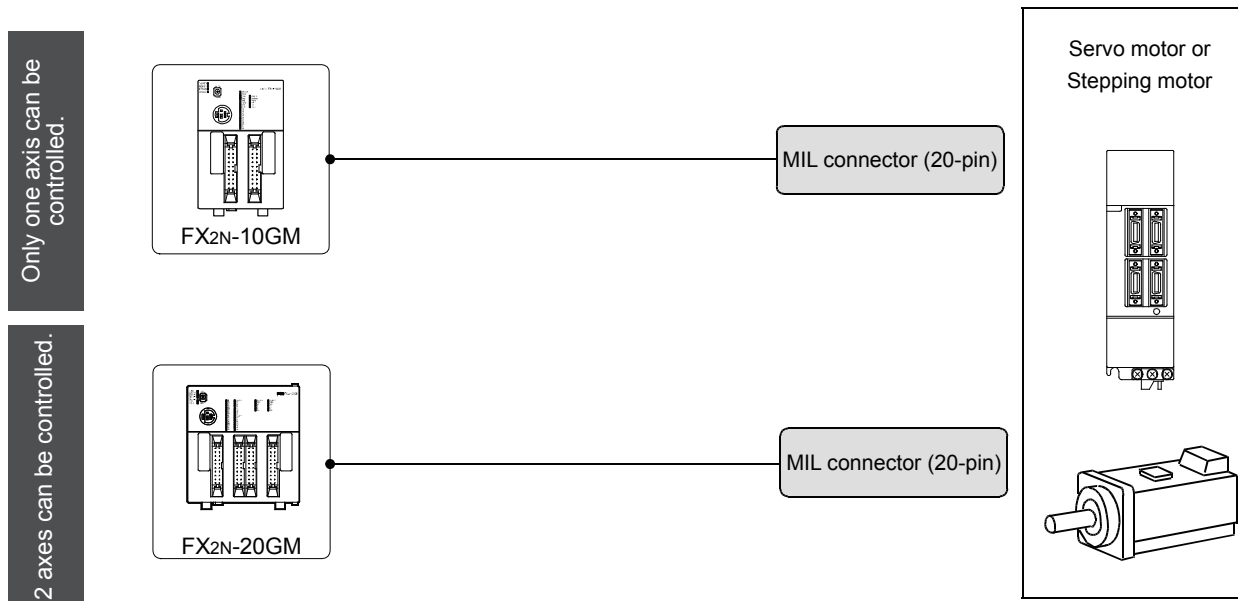 Only one axis can be
controlled.
FX2N-10GM
MIL connector (20-pin)
Servo motor or
Stepping motor
2 axes can be controlled.
FX2N-20GM
MIL connector (20-pin)